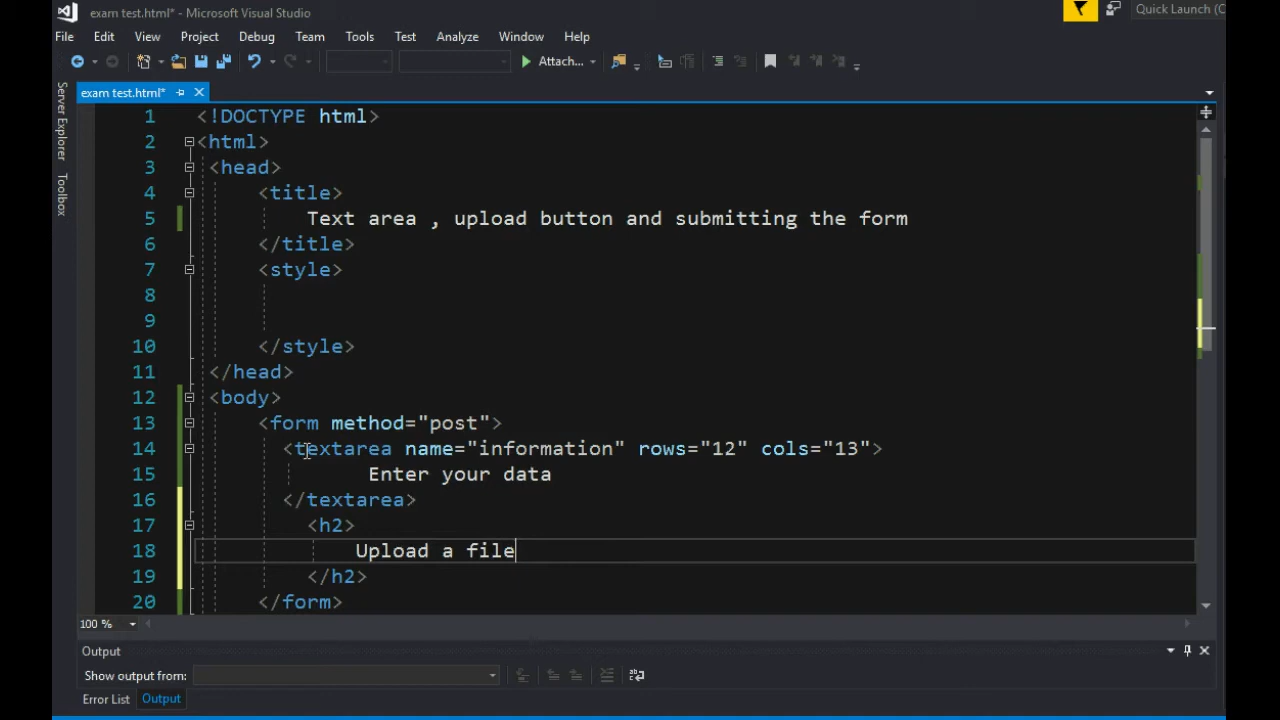 exam test.html* - Microsoft Visual Studio
Quick Launch (C
File Edit View Project Debug Team Tools Test Analyze Window Help
Attach...
Server Explorer
Toolbox
exam test.html*
1 <!DOCTYPE html>
2 <html>
3 <head>
4 <title>
5 Text area , upload button and submitting the form
6 </title>
7 <style>
8
9
10 </style>
11 </head>
12 <body>
13 <form method="post">
14 <textarea name="information" rows="12" cols="13">
15 Enter your data
16 </textarea>
17 <h2>
18 Upload a file
19 </h2>
20 </form>
100 %
Output
Show output from:
Error List Output